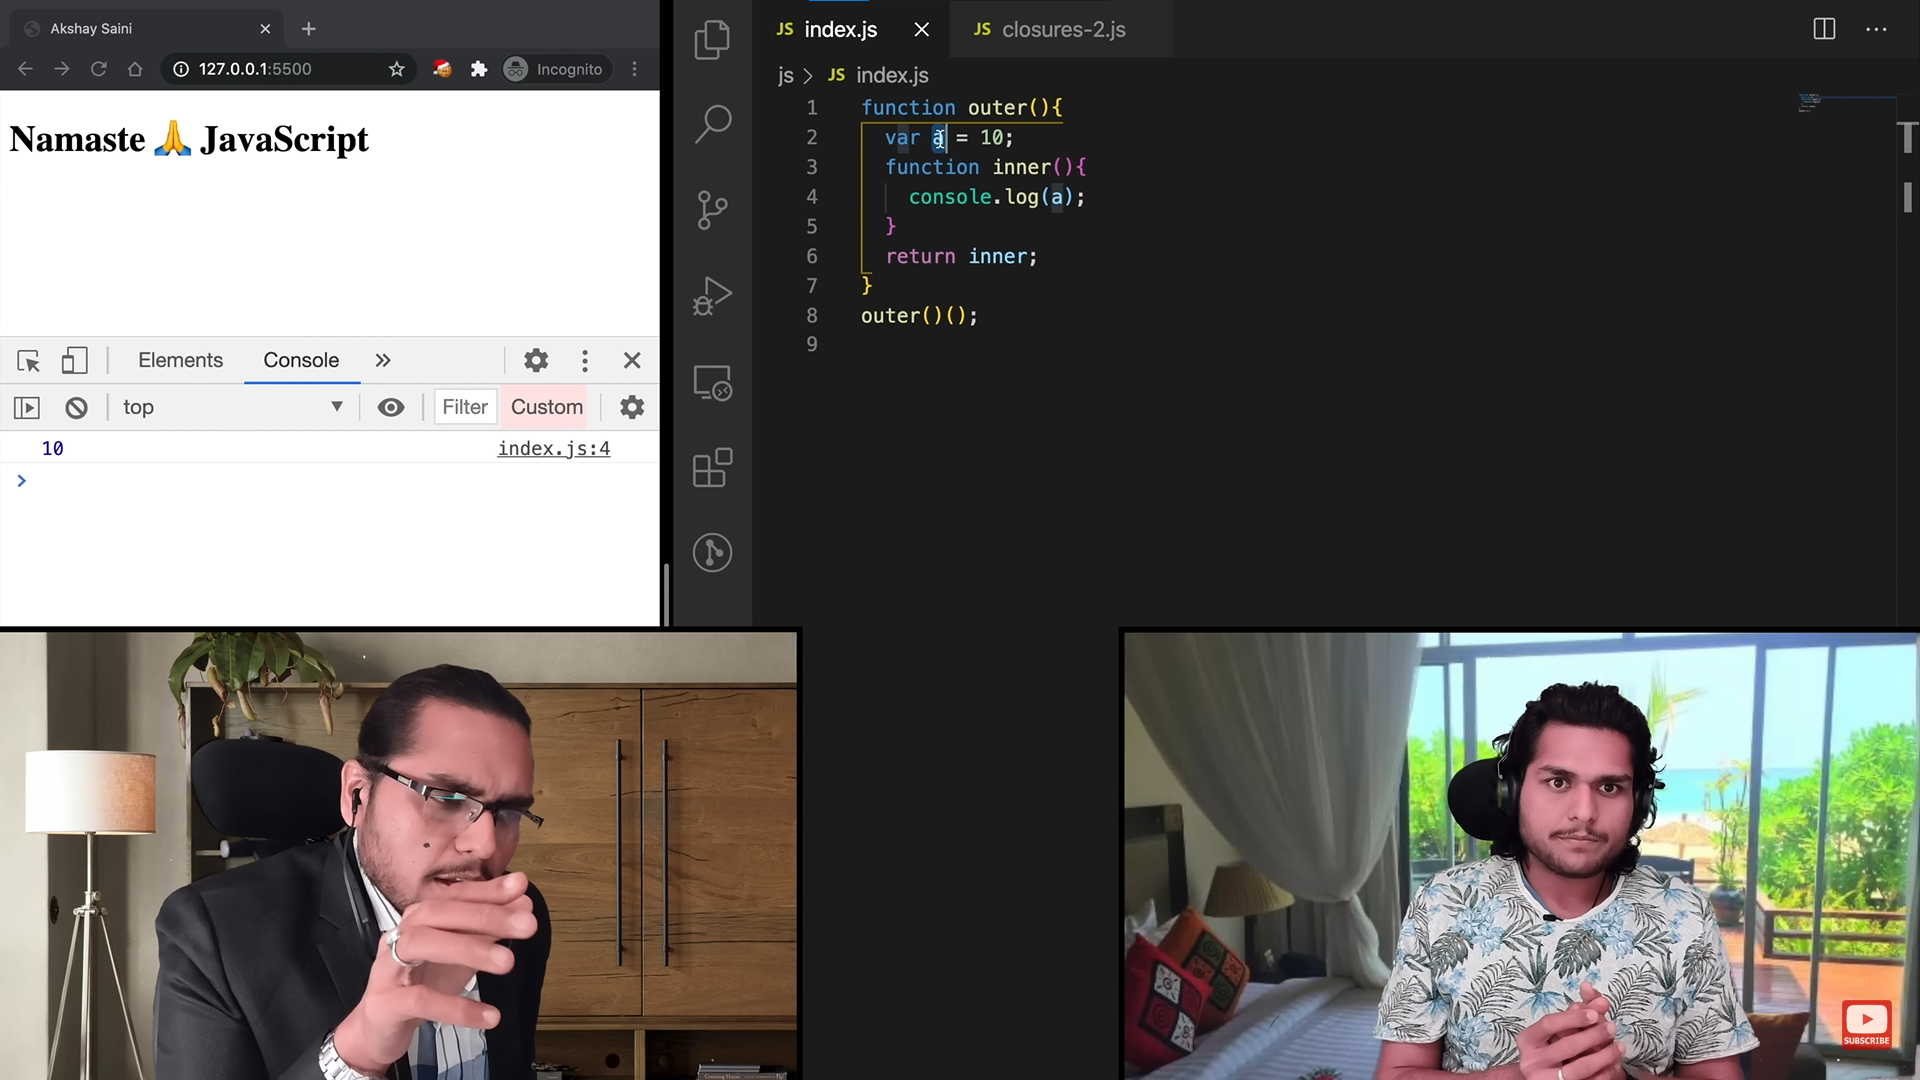 Akshay Saini
127.0.0.1:5500
Incognito
Namaste 🙏 JavaScript
Elements
Console
top
Filter
Custom
10
index.js:4
JS index.js
JS closures-2.js
js > JS index.js
1 function outer(){
2 var a = 10;
3 function inner(){
4 console.log(a);
5 }
6 return inner;
7 }
8 outer()();
9
SUBSCRIBE